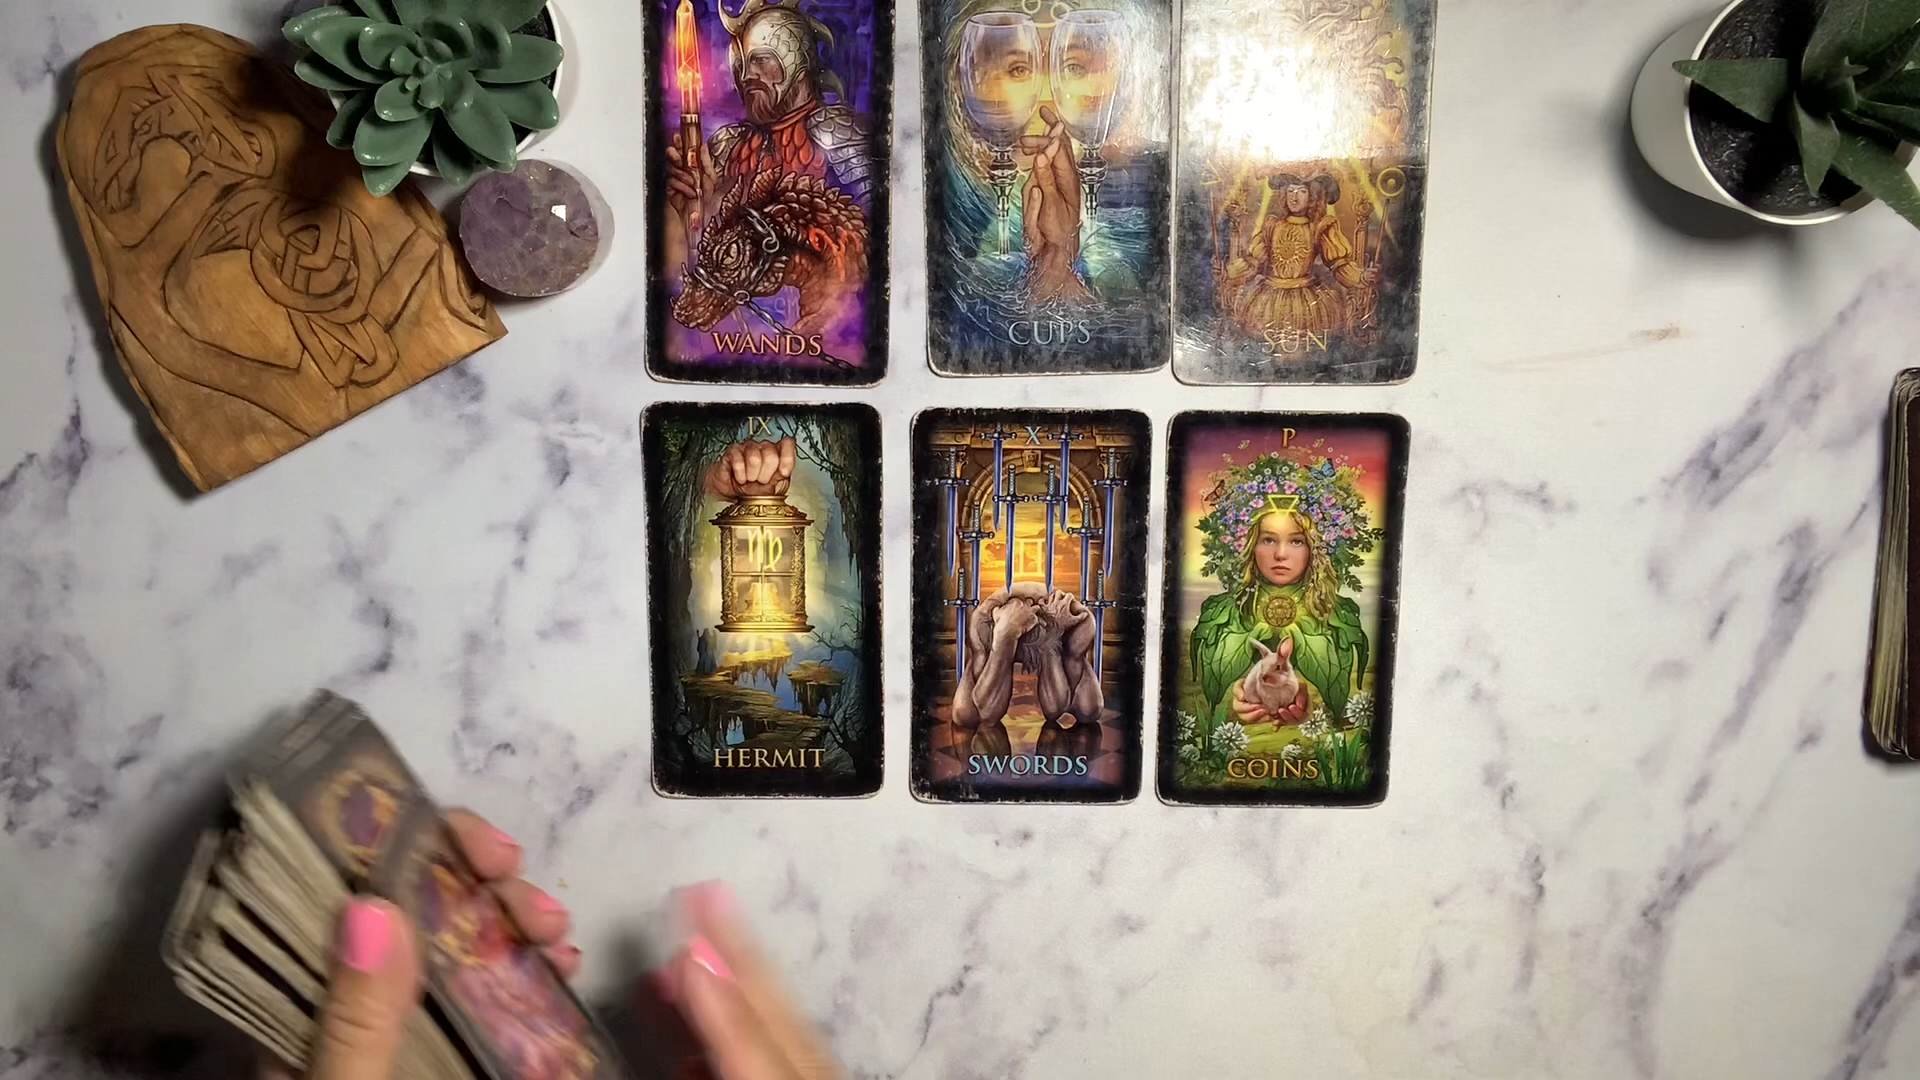 WANDS
CUPS
SUN
IX
HERMIT
X
SWORDS
P
COINS